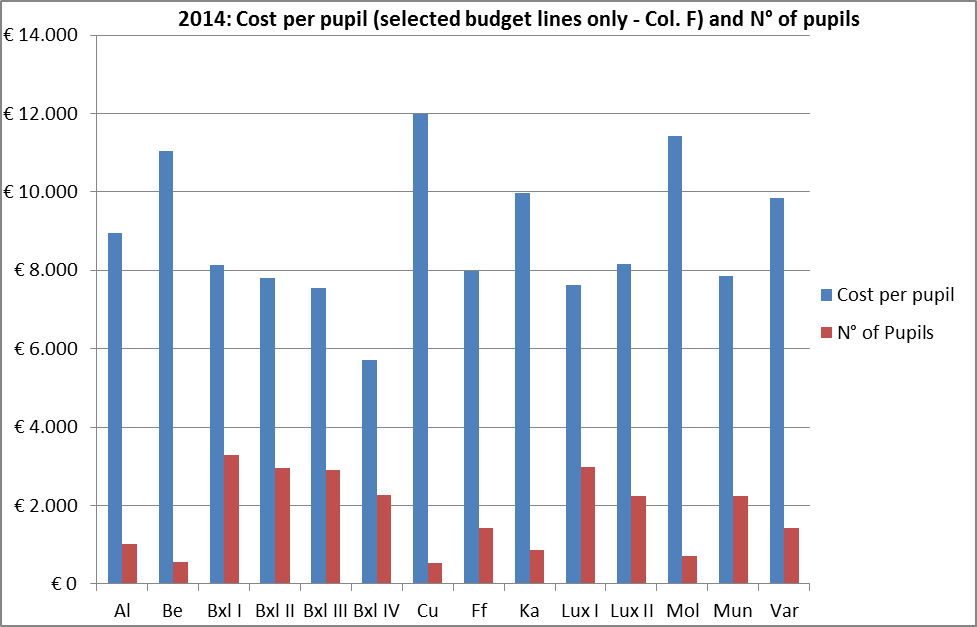 2014: Cost per pupil (selected budget lines only - Col. F) and N° of pupils
€ 14.000
€ 12.000
€ 10.000
€ 8.000
€ 6.000
€ 4.000
€ 2.000
€ 0
Al Be Bxl I Bxl II Bxl III Bxl IV Cu Ff Ka Lux I Lux II Mol Mun Var
Cost per pupil
N° of Pupils